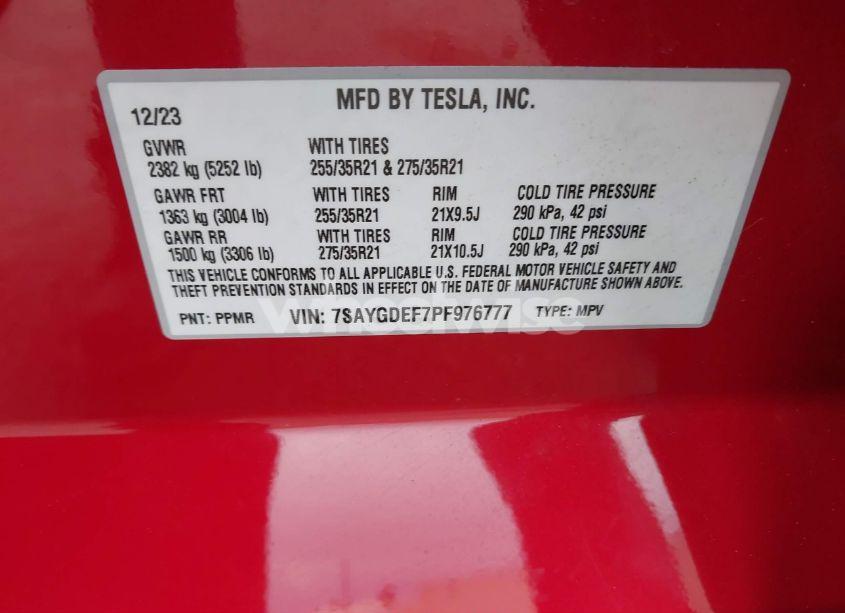 MFD BY TESLA, INC.
12/23
GVWR WITH TIRES
2382 kg (5252 lb) 255/35R21 & 275/35R21
GAWR FRT WITH TIRES RIM COLD TIRE PRESSURE
1363 kg (3004 lb) 255/35R21 21X9.5J 290 kPa, 42 psi
GAWR RR WITH TIRES RIM COLD TIRE PRESSURE
1500 kg (3306 lb) 275/35R21 21X10.5J 290 kPa, 42 psi
THIS VEHICLE CONFORMS TO ALL APPLICABLE U.S. FEDERAL MOTOR VEHICLE SAFETY AND
THEFT PREVENTION STANDARDS IN EFFECT ON THE DATE OF MANUFACTURE SHOWN ABOVE.
PNT: PPMR VIN: 7SAYGDEF7PF976777 TYPE: MPV